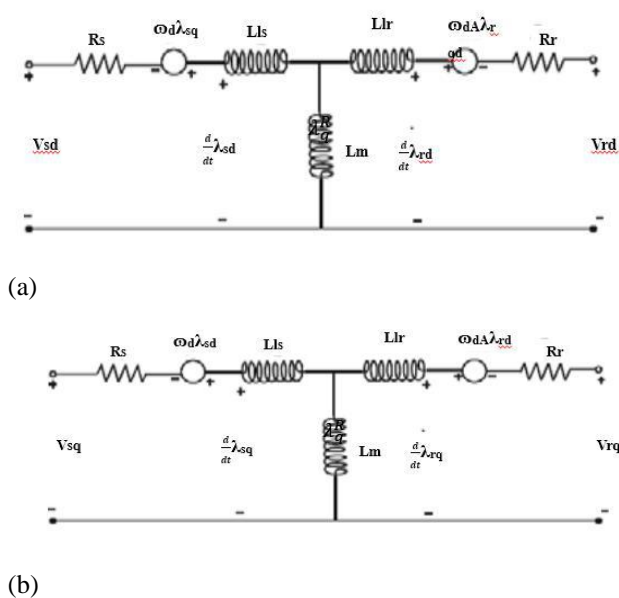 ωdλsq Lls Llr ωdAλr
Rs qd Rr
Vsd d/dt λsd Lm d/dt λrd Vrd
(a)
ωdλsd Lls Llr ωdAλrd
Rs Rr
Vsq d/dt λsq Lm d/dt λrq Vrq
(b)